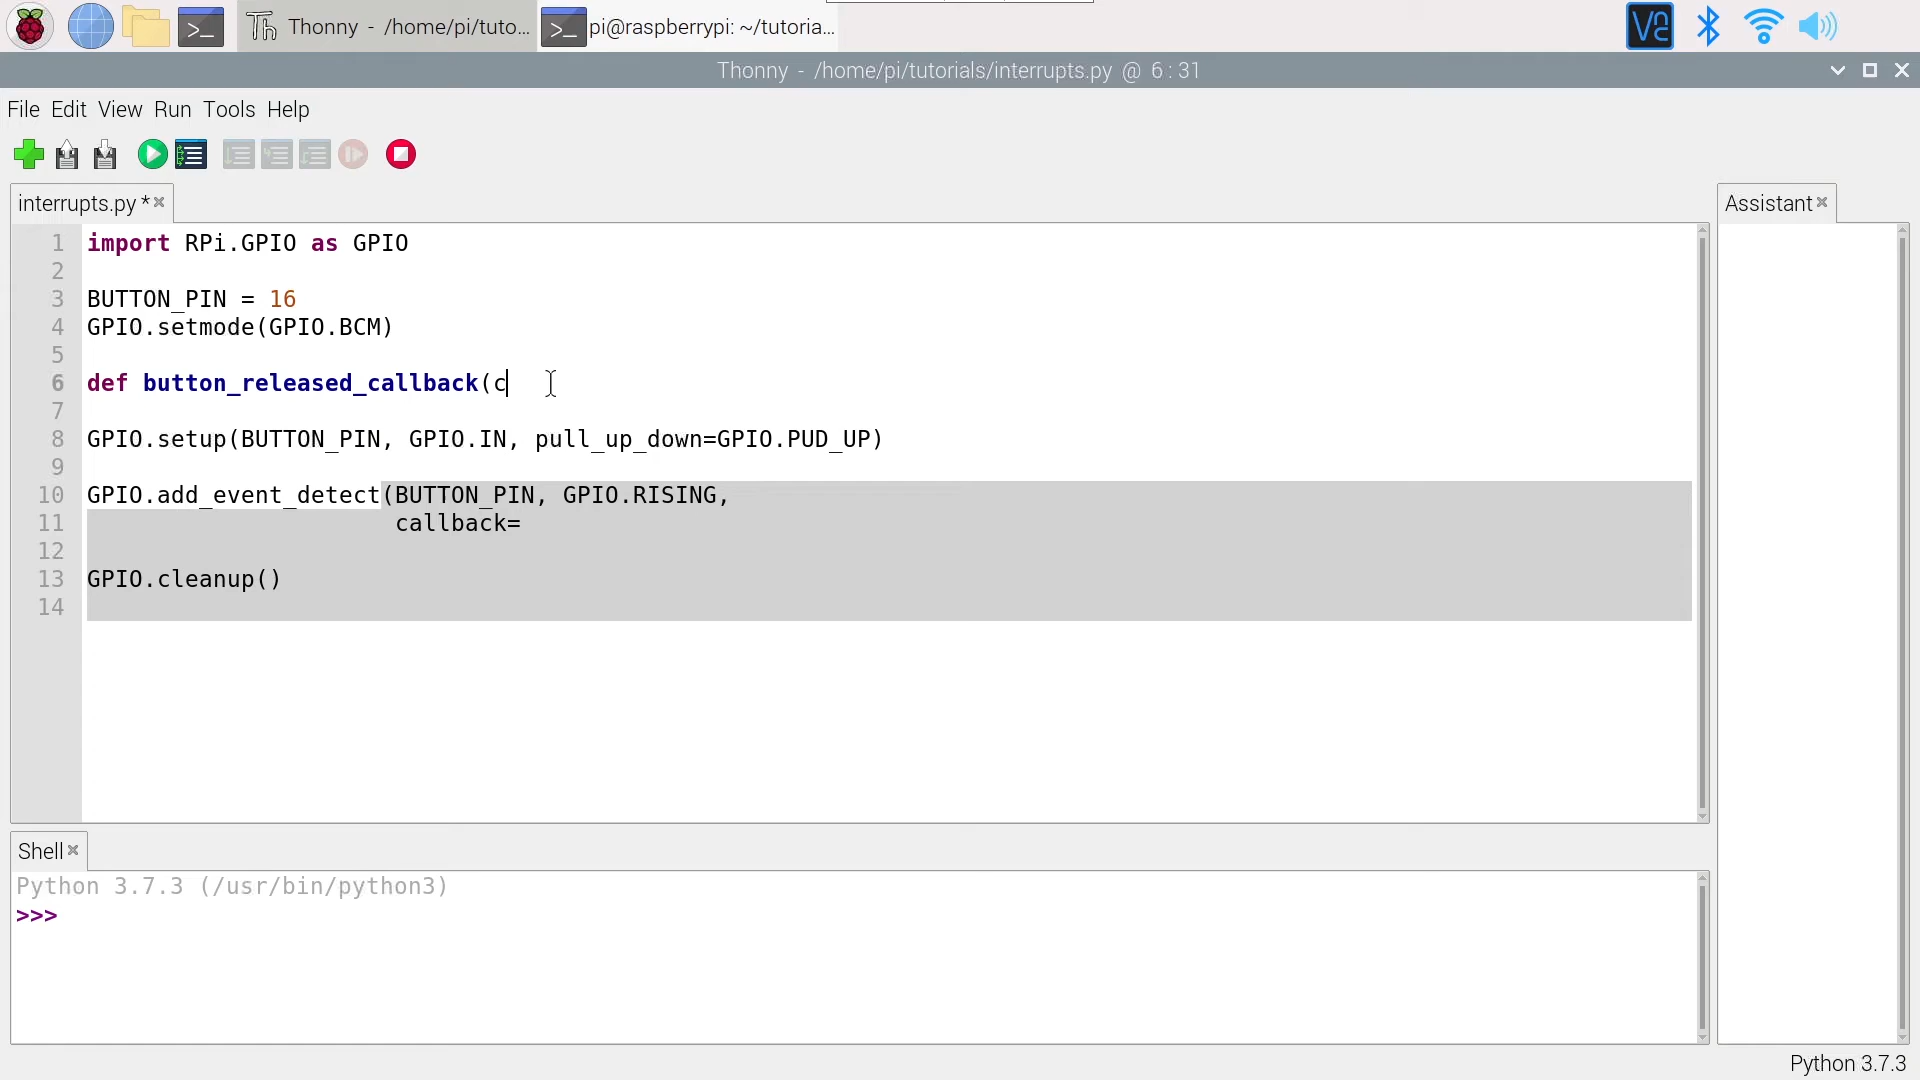 Thonny - /home/pi/tuto...
pi@raspberrypi: ~/tutoria...
Thonny - /home/pi/tutorials/interrupts.py @ 6 : 31
File Edit View Run Tools Help
interrupts.py *
Assistant
1 import RPi.GPIO as GPIO
2
3 BUTTON_PIN = 16
4 GPIO.setmode(GPIO.BCM)
5
6 def button_released_callback(c
7
8 GPIO.setup(BUTTON_PIN, GPIO.IN, pull_up_down=GPIO.PUD_UP)
9
10 GPIO.add_event_detect(BUTTON_PIN, GPIO.RISING,
11 callback=
12
13 GPIO.cleanup()
14
Shell
Python 3.7.3 (/usr/bin/python3)
>>>
Python 3.7.3